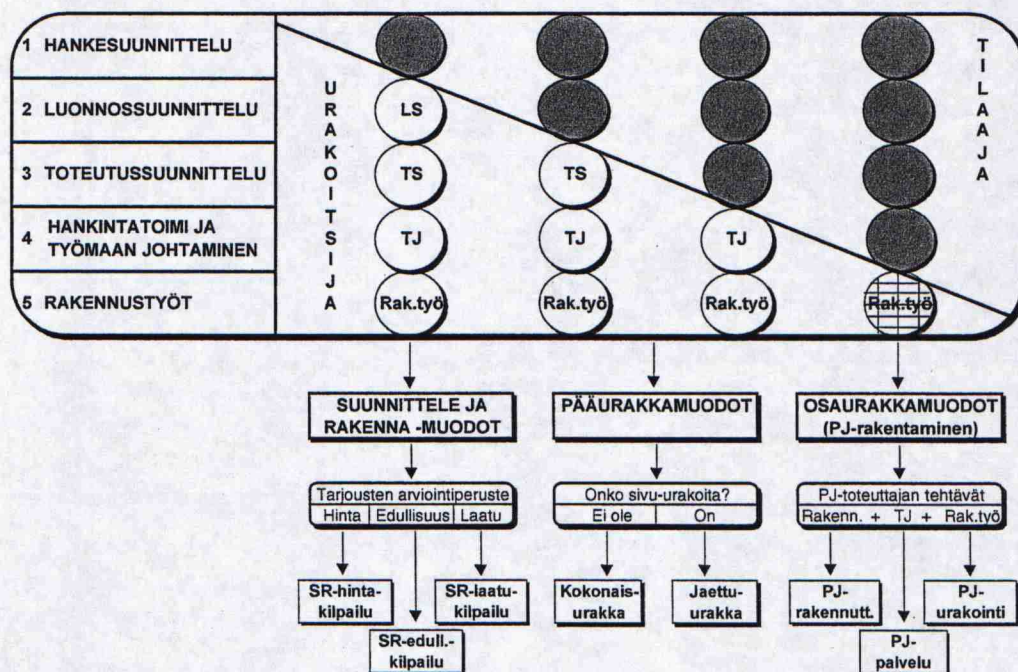 1 HANKESUUNNITTELU
2 LUONNOSSUUNNITTELU
3 TOTEUTUSSUUNNITTELU
4 HANKINTATOIMI JA
TYÖMAAN JOHTAMINEN
5 RAKENNUSTYÖT
URAKOITSIJA
LS
TS
TJ
Rak.työ
TS
TJ
Rak.työ
TJ
Rak.työ
Rak.työ
TILAAJA
SUUNNITTELE JA
RAKENNA -MUODOT
Tarjousten arviointiperuste
Hinta Edullisuus Laatu
SR-hinta-
kilpailu
SR-edull.-
kilpailu
SR-laatu-
kilpailu
PÄÄURAKKAMUODOT
Onko sivu-urakoita?
Ei ole On
Kokonais-
urakka
Jaettu-
urakka
OSAURAKKAMUODOT
(PJ-rakentaminen)
PJ-toteuttajan tehtävät
Rakenn. + TJ + Rak.työ
PJ-
rakennutt.
PJ-
palvelu
PJ-
urakointi